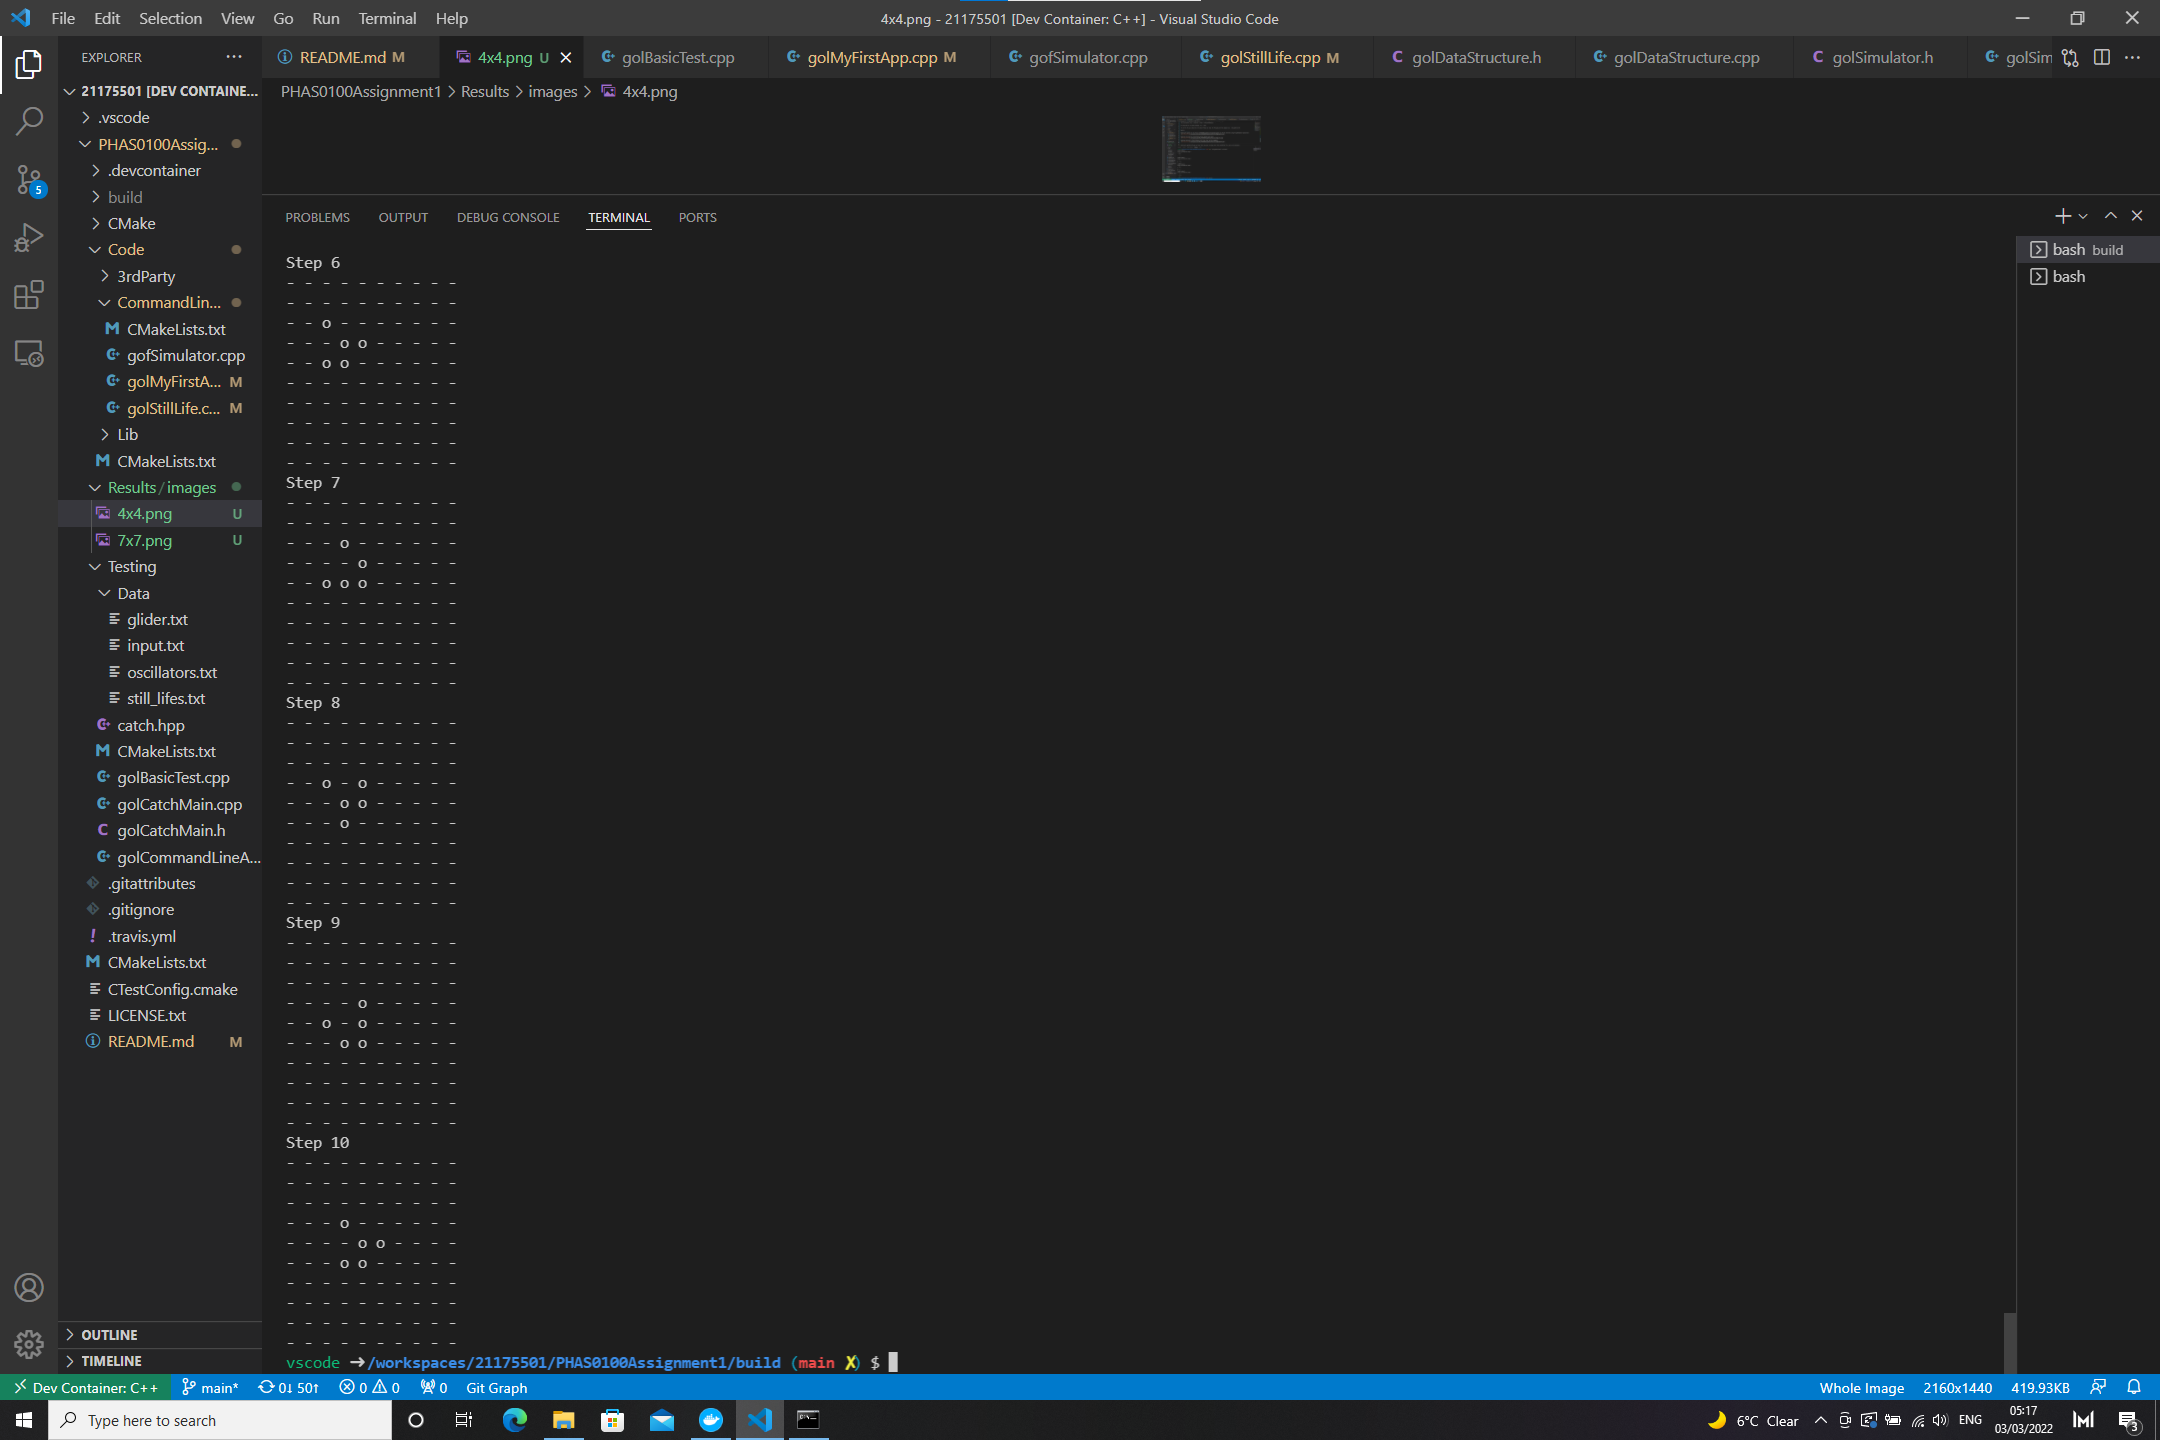 File Edit Selection View Go Run Terminal Help
4x4.png - 21175501 [Dev Container: C++] - Visual Studio Code
EXPLORER
README.md M
4x4.png U
golBasicTest.cpp
golMyFirstApp.cpp M
gofSimulator.cpp
golStillLife.cpp M
golDataStructure.h
golDataStructure.cpp
golSimulator.h
golSim
PHAS0100Assignment1 > Results > images > 4x4.png
21175501 [DEV CONTAINE...
.vscode
PHAS0100Assig...
.devcontainer
build
CMake
Code
3rdParty
CommandLin...
CMakeLists.txt
gofSimulator.cpp
golMyFirstA... M
golStillLife.c... M
Lib
CMakeLists.txt
Results / images
4x4.png U
7x7.png U
Testing
Data
glider.txt
input.txt
oscillators.txt
still_lifes.txt
catch.hpp
CMakeLists.txt
golBasicTest.cpp
golCatchMain.cpp
golCatchMain.h
golCommandLineA...
.gitattributes
.gitignore
.travis.yml
CMakeLists.txt
CTestConfig.cmake
LICENSE.txt
README.md M
OUTLINE
TIMELINE
5
PROBLEMS OUTPUT DEBUG CONSOLE TERMINAL PORTS
bash build
bash
Step 6
- - - - - - - - - -
- - - - - - - - - -
- - o - - - - - - -
- - - o o - - - - -
- - o o - - - - - -
- - - - - - - - - -
- - - - - - - - - -
- - - - - - - - - -
- - - - - - - - - -
- - - - - - - - - -
Step 7
- - - - - - - - - -
- - - - - - - - - -
- - - o - - - - - -
- - - - o - - - - -
- - o o o - - - - -
- - - - - - - - - -
- - - - - - - - - -
- - - - - - - - - -
- - - - - - - - - -
- - - - - - - - - -
Step 8
- - - - - - - - - -
- - - - - - - - - -
- - - - - - - - - -
- - o - o - - - - -
- - - o o - - - - -
- - - o - - - - - -
- - - - - - - - - -
- - - - - - - - - -
- - - - - - - - - -
- - - - - - - - - -
Step 9
- - - - - - - - - -
- - - - - - - - - -
- - - - - - - - - -
- - - - o - - - - -
- - o - o - - - - -
- - - o o - - - - -
- - - - - - - - - -
- - - - - - - - - -
- - - - - - - - - -
- - - - - - - - - -
Step 10
- - - - - - - - - -
- - - - - - - - - -
- - - - - - - - - -
- - - o - - - - - -
- - - - o o - - - -
- - - o o - - - - -
- - - - - - - - - -
- - - - - - - - - -
- - - - - - - - - -
- - - - - - - - - -
vscode ➜ /workspaces/21175501/PHAS0100Assignment1/build (main ✗) $
Dev Container: C++ main* 0↓ 50↑ 0 0 0 Git Graph
Whole Image 2160x1440 419.93KB
Type here to search
6°C Clear
ENG
05:17
03/03/2022
3